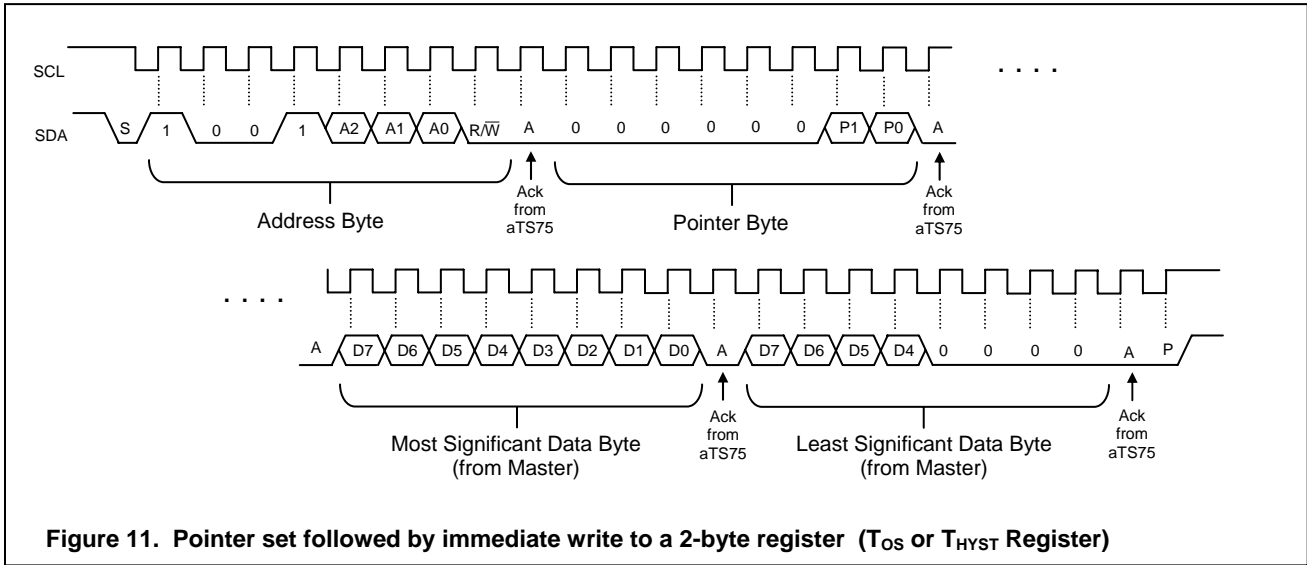 SCL
. . . .
SDA S 1 0 0 1 A2 A1 A0 R/W̅ A 0 0 0 0 0 0 P1 P0 A
Address Byte
Ack
from
aTS75
Pointer Byte
Ack
from
aTS75
. . . .
A D7 D6 D5 D4 D3 D2 D1 D0 A D7 D6 D5 D4 0 0 0 0 A P
Most Significant Data Byte
(from Master)
Ack
from
aTS75
Least Significant Data Byte
(from Master)
Ack
from
aTS75
Figure 11. Pointer set followed by immediate write to a 2-byte register (TOS or THYST Register)